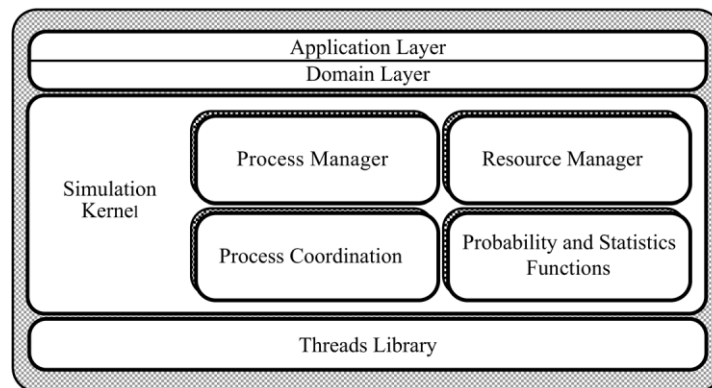 Application Layer
Domain Layer
Process Manager
Resource Manager
Simulation
Kernel
Process Coordination
Probability and Statistics
Functions
Threads Library